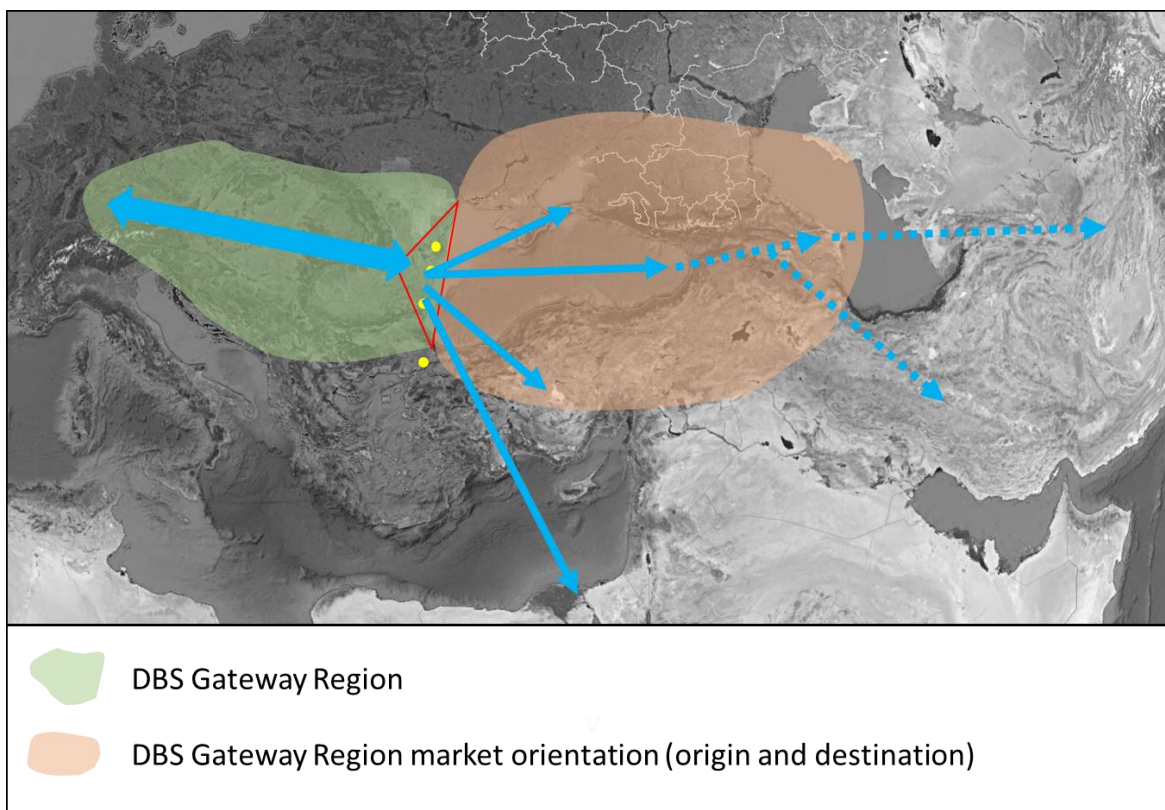 DBS Gateway Region
DBS Gateway Region market orientation (origin and destination)